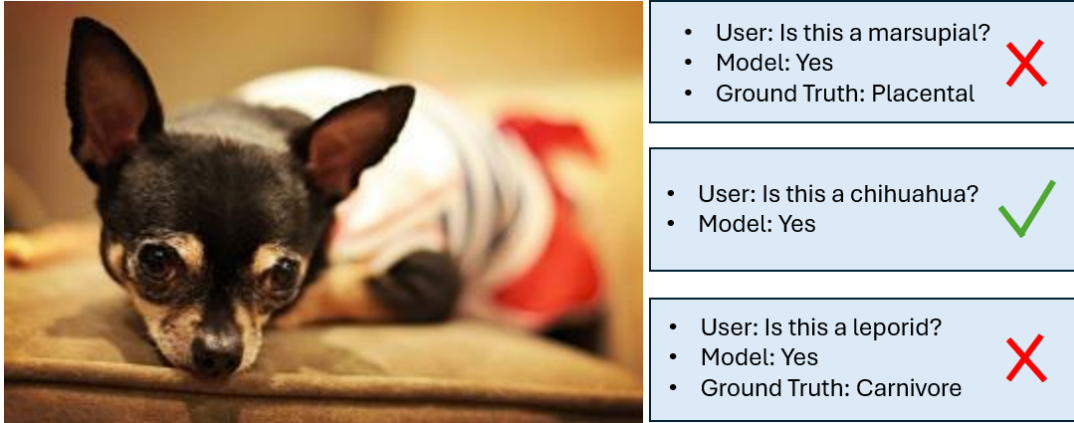 • User: Is this a marsupial?
• Model: Yes
• Ground Truth: Placental
• User: Is this a chihuahua?
• Model: Yes
• User: Is this a leporid?
• Model: Yes
• Ground Truth: Carnivore